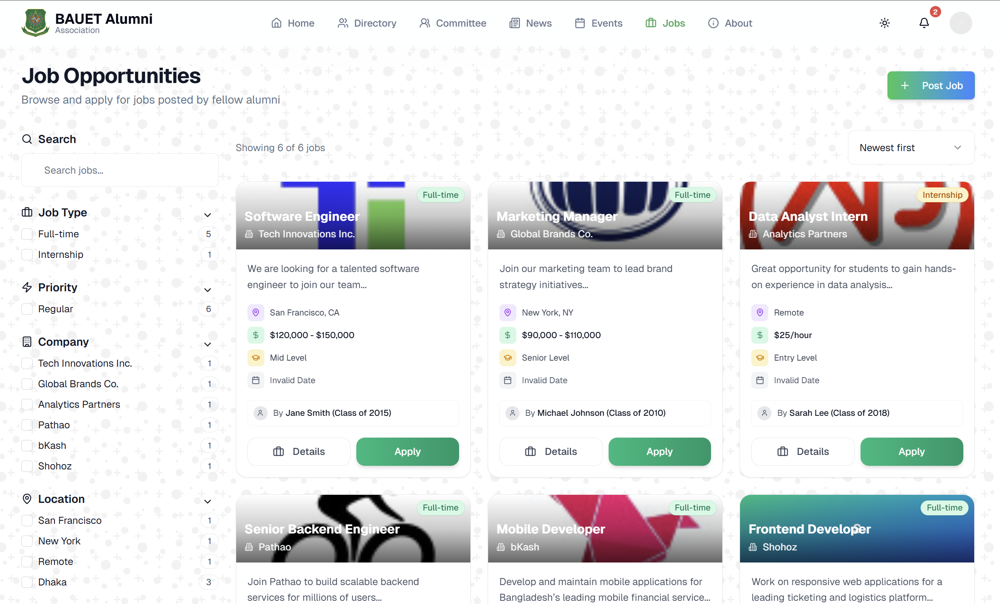 BAUET Alumni
Association
Home
Directory
Committee
News
Events
Jobs
About
2
Job Opportunities
Browse and apply for jobs posted by fellow alumni
Post Job
Search
Search jobs...
Job Type
Full-time 5
Internship 1
Priority
Regular 6
Company
Tech Innovations Inc. 1
Global Brands Co. 1
Analytics Partners 1
Pathao 1
bKash 1
Shohoz 1
Location
San Francisco 1
New York 1
Remote 1
Dhaka 3
Showing 6 of 6 jobs
Newest first
Full-time
Software Engineer
Tech Innovations Inc.
We are looking for a talented software
engineer to join our team...
San Francisco, CA
$120,000 - $150,000
Mid Level
Invalid Date
By Jane Smith (Class of 2015)
Details
Apply
Full-time
Marketing Manager
Global Brands Co.
Join our marketing team to lead brand
strategy initiatives...
New York, NY
$90,000 - $110,000
Senior Level
Invalid Date
By Michael Johnson (Class of 2010)
Details
Apply
Internship
Data Analyst Intern
Analytics Partners
Great opportunity for students to gain hands-
on experience in data analysis...
Remote
$25/hour
Entry Level
Invalid Date
By Sarah Lee (Class of 2018)
Details
Apply
Full-time
Senior Backend Engineer
Pathao
Join Pathao to build scalable backend
services for millions of users...
Full-time
Mobile Developer
bKash
Develop and maintain mobile applications for
Bangladesh's leading mobile financial service...
Full-time
Frontend Developer
Shohoz
Work on responsive web applications for a
leading ticketing and logistics platform...